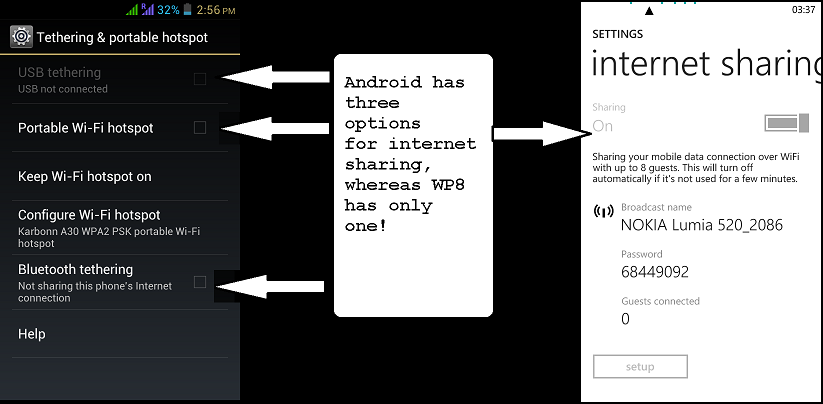 32% 2:56 PM
Tethering & portable hotspot
USB tethering
USB not connected
Portable Wi-Fi hotspot
Keep Wi-Fi hotspot on
Configure Wi-Fi hotspot
Karbonn A30 WPA2 PSK portable Wi-Fi
hotspot
Bluetooth tethering
Not sharing this phone's Internet
connection
Help
Android has
three
options
for internet
sharing,
whereas WP8
has only
one!
03:37
SETTINGS
internet sharing
Sharing
On
Sharing your mobile data connection over WiFi
with up to 8 guests. This will turn off
automatically if it's not used for a few minutes.
Broadcast name
NOKIA Lumia 520_2086
Password
68449092
Guests connected
0
setup